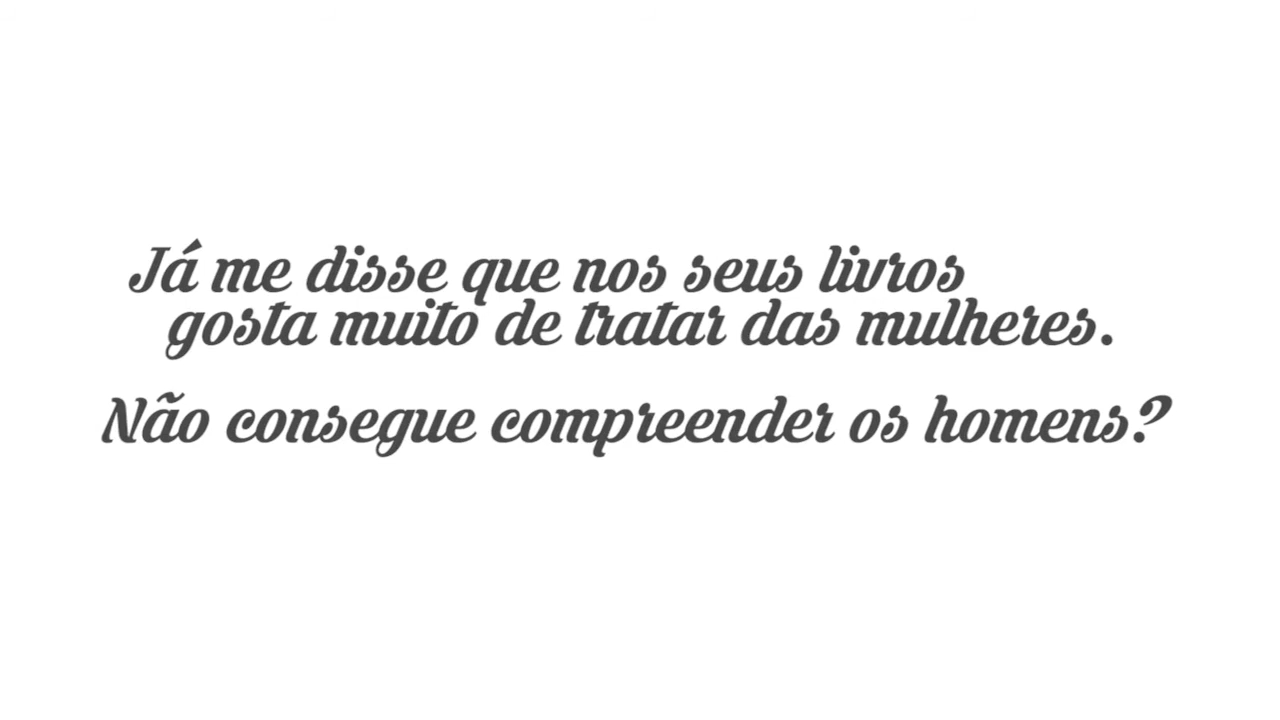 Já me disse que nos seus livros
gosta muito de tratar das mulheres.
Não consegue compreender os homens?